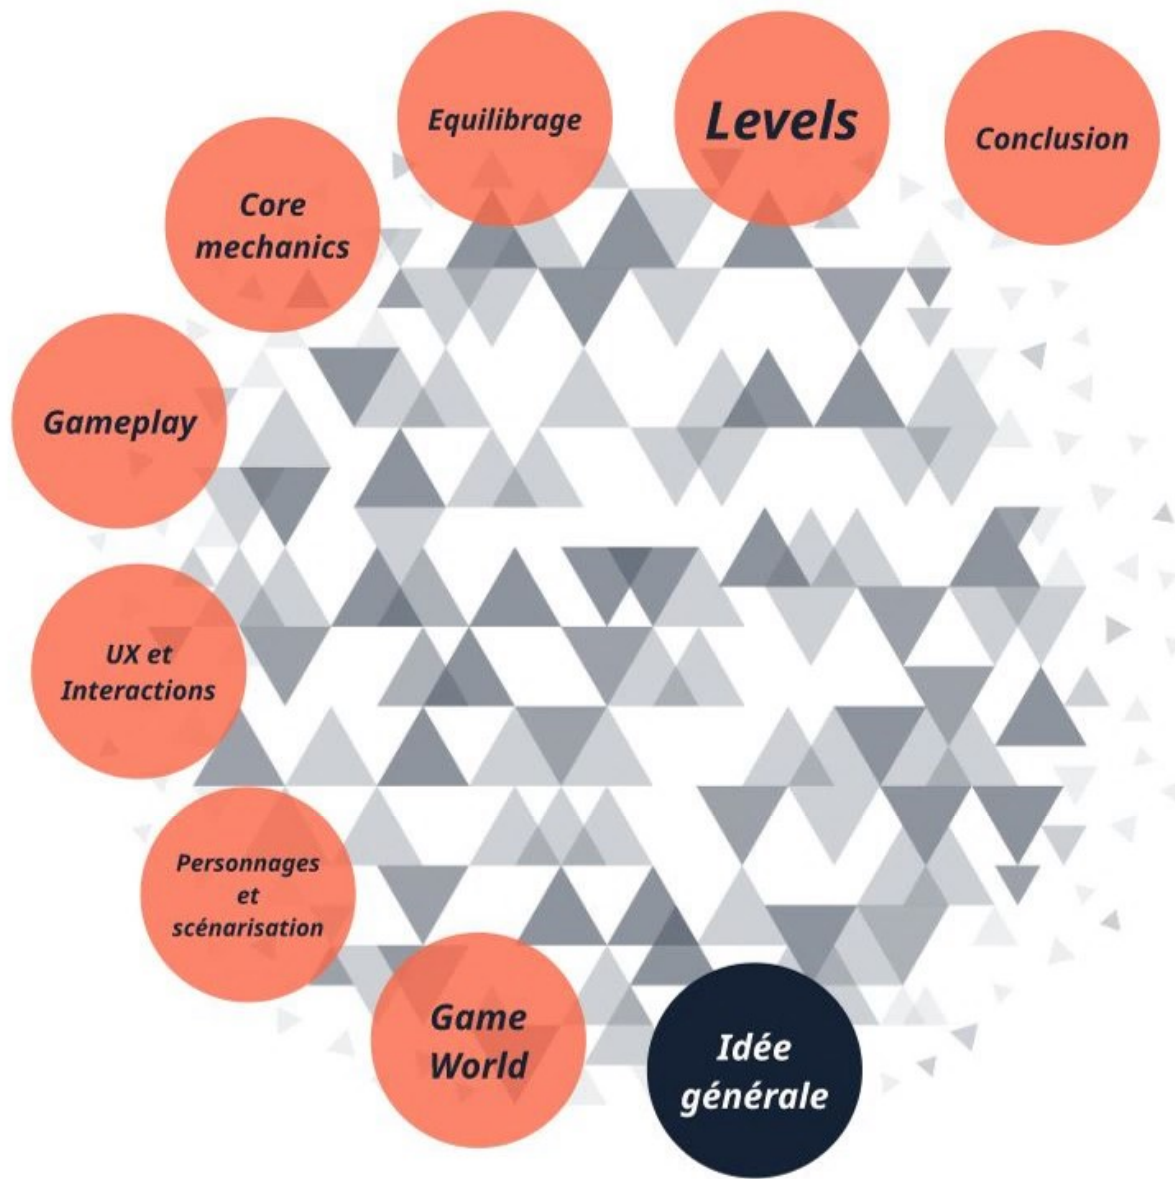 Equilibrage
Levels
Conclusion
Core
mechanics
Gameplay
UX et
Interactions
Personnages
et
scénarisation
Game
World
Idée
générale